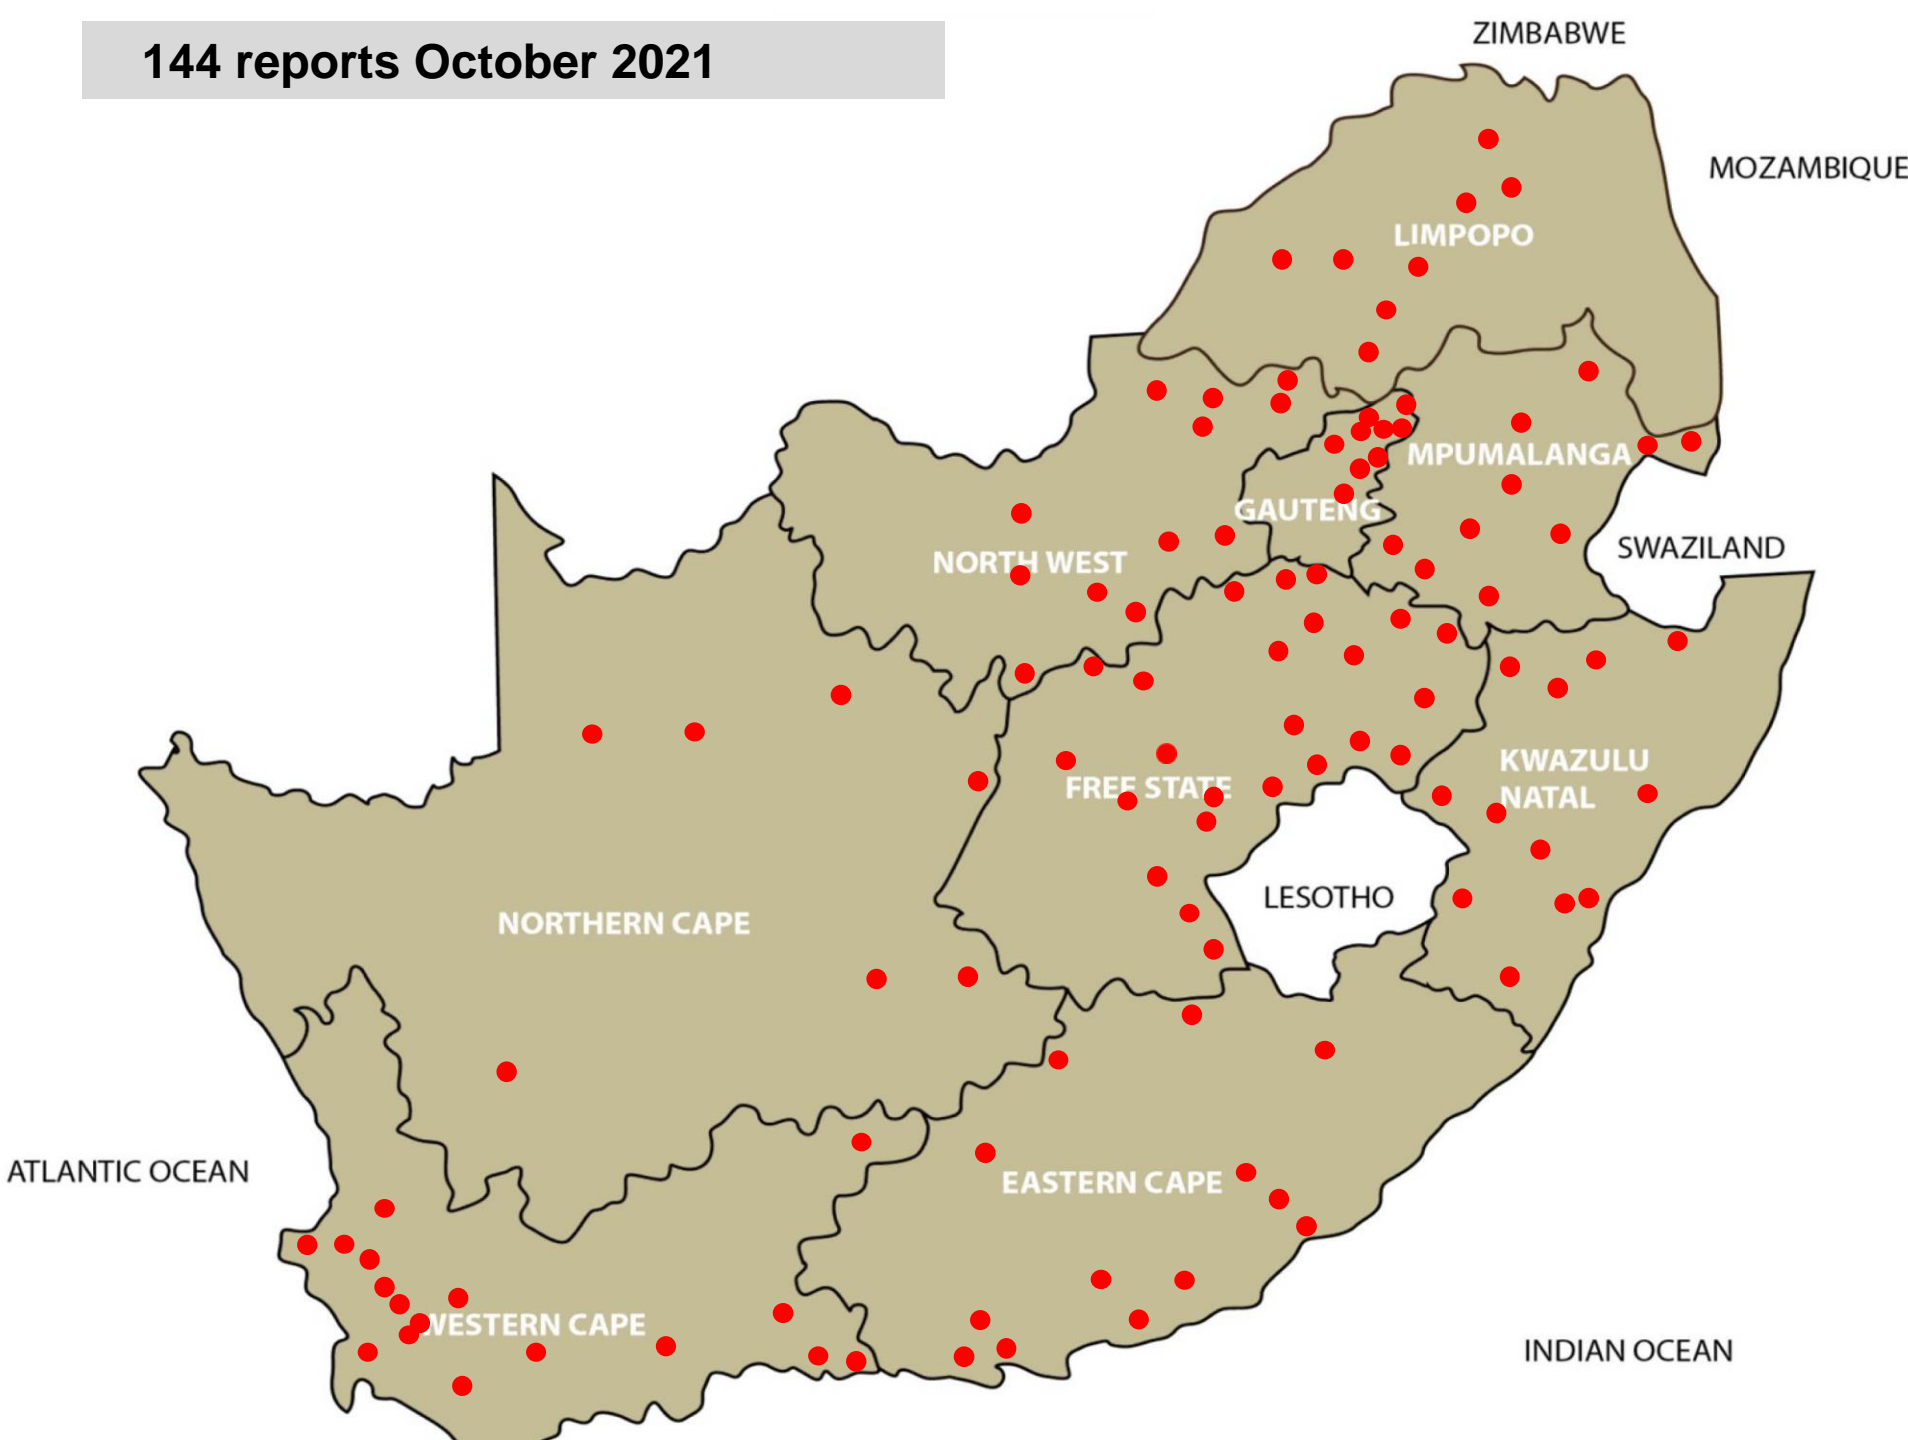 144 reports October 2021
ZIMBABWE
MOZAMBIQUE
LIMPOPO
MPUMALANGA
GAUTENG
SWAZILAND
NORTH WEST
KWAZULU
NATAL
FREE STATE
LESOTHO
NORTHERN CAPE
ATLANTIC OCEAN
EASTERN CAPE
WESTERN CAPE
INDIAN OCEAN